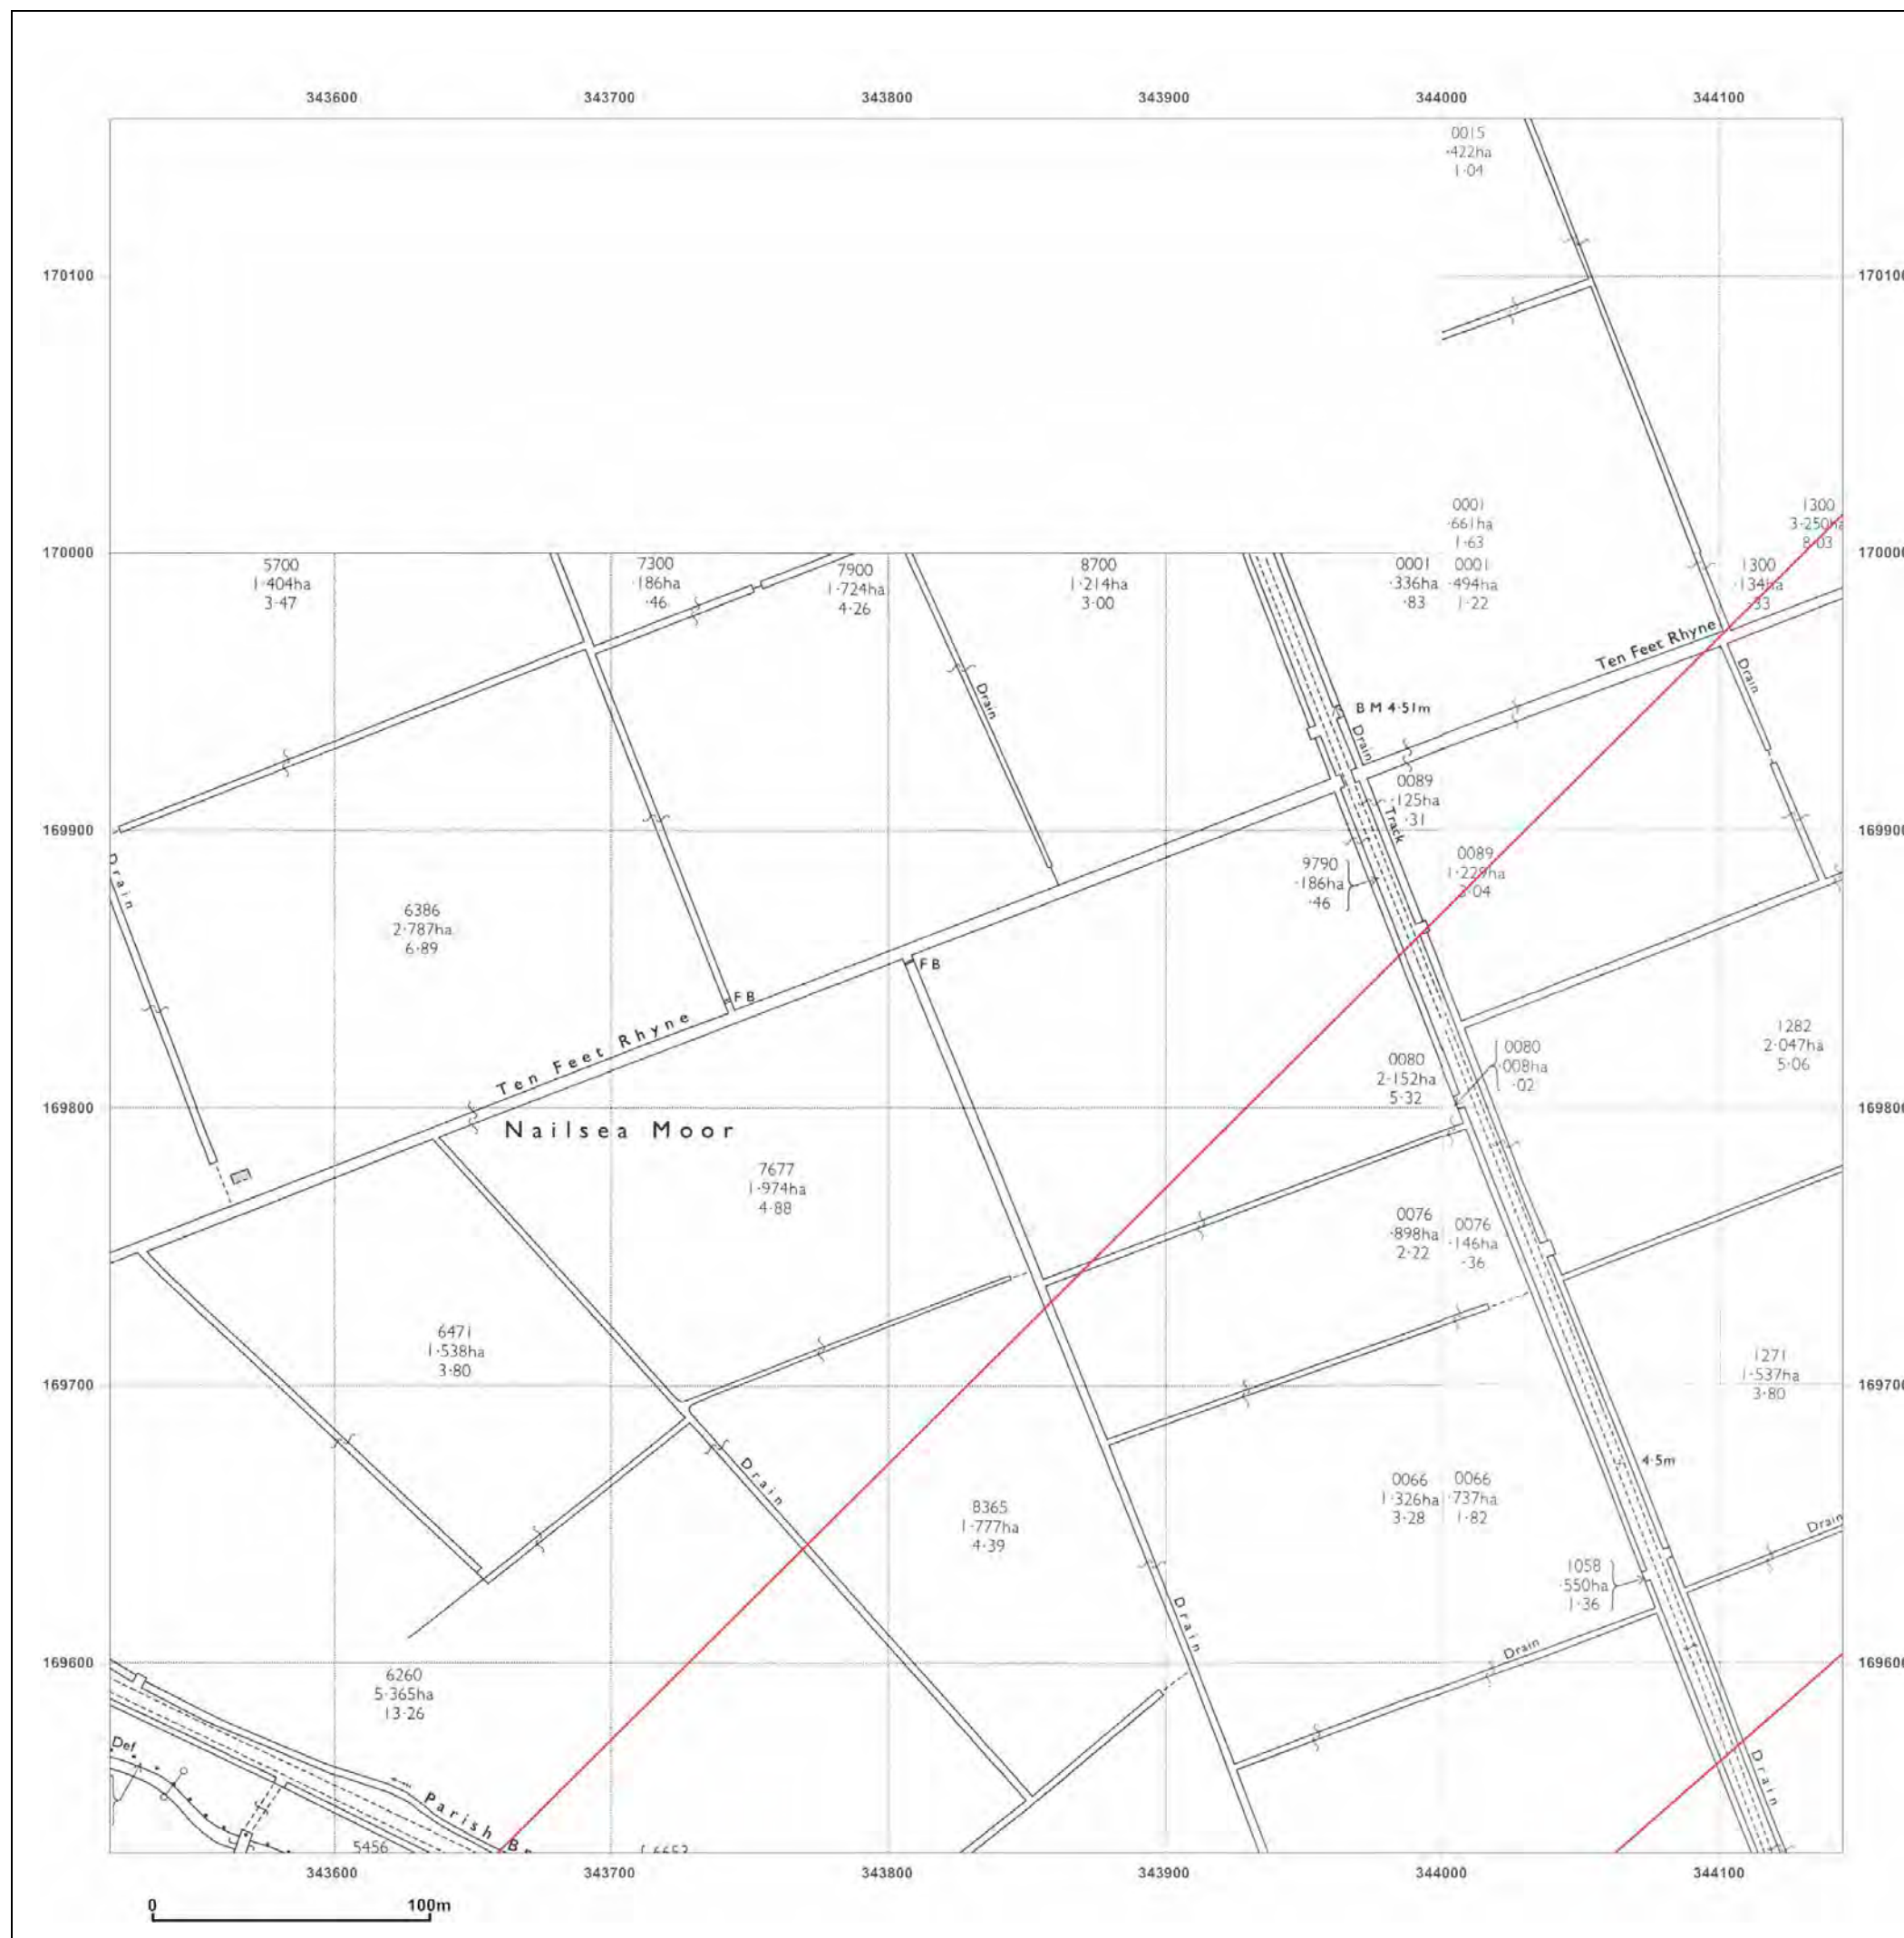 343600 343700 343800 343900 344000 344100
0015
·422ha
1·04
170100 170100
0001
·661ha
1·63
1300
3·250ha
8·03
170000 170000
5700
1·404ha
3·47
7300
·186ha
·46
7900
1·724ha
4·26
8700
1·214ha
3·00
0001
·336ha
·83
0001
·494ha
1·22
1300
·134ha
·33
Ten Feet Rhyne
Drain
Drain
B M 4·51m
Drain
0089
·125ha
·31
Track
169900 169900
Drain
9790
·186ha
·46
0089
1·229ha
3·04
6386
2·787ha
6·89
F B
F B
Ten Feet Rhyne
0080
2·152ha
5·32
0080
·008ha
·02
1282
2·047ha
5·06
169800 169800
Nailsea Moor
7677
1·974ha
4·88
0076
·898ha
2·22
0076
·146ha
·36
6471
1·538ha
3·80
1271
1·537ha
3·80
169700 169700
Drain
4·5m
8365
1·777ha
4·39
0066
1·326ha
3·28
0066
·737ha
1·82
Drain
1058
·550ha
1·36
Drain
Drain
169600 169600
6260
5·365ha
13·26
Def
Drain
Parish B
5456
343600 343700 343800 343900 344000 344100
0 100m